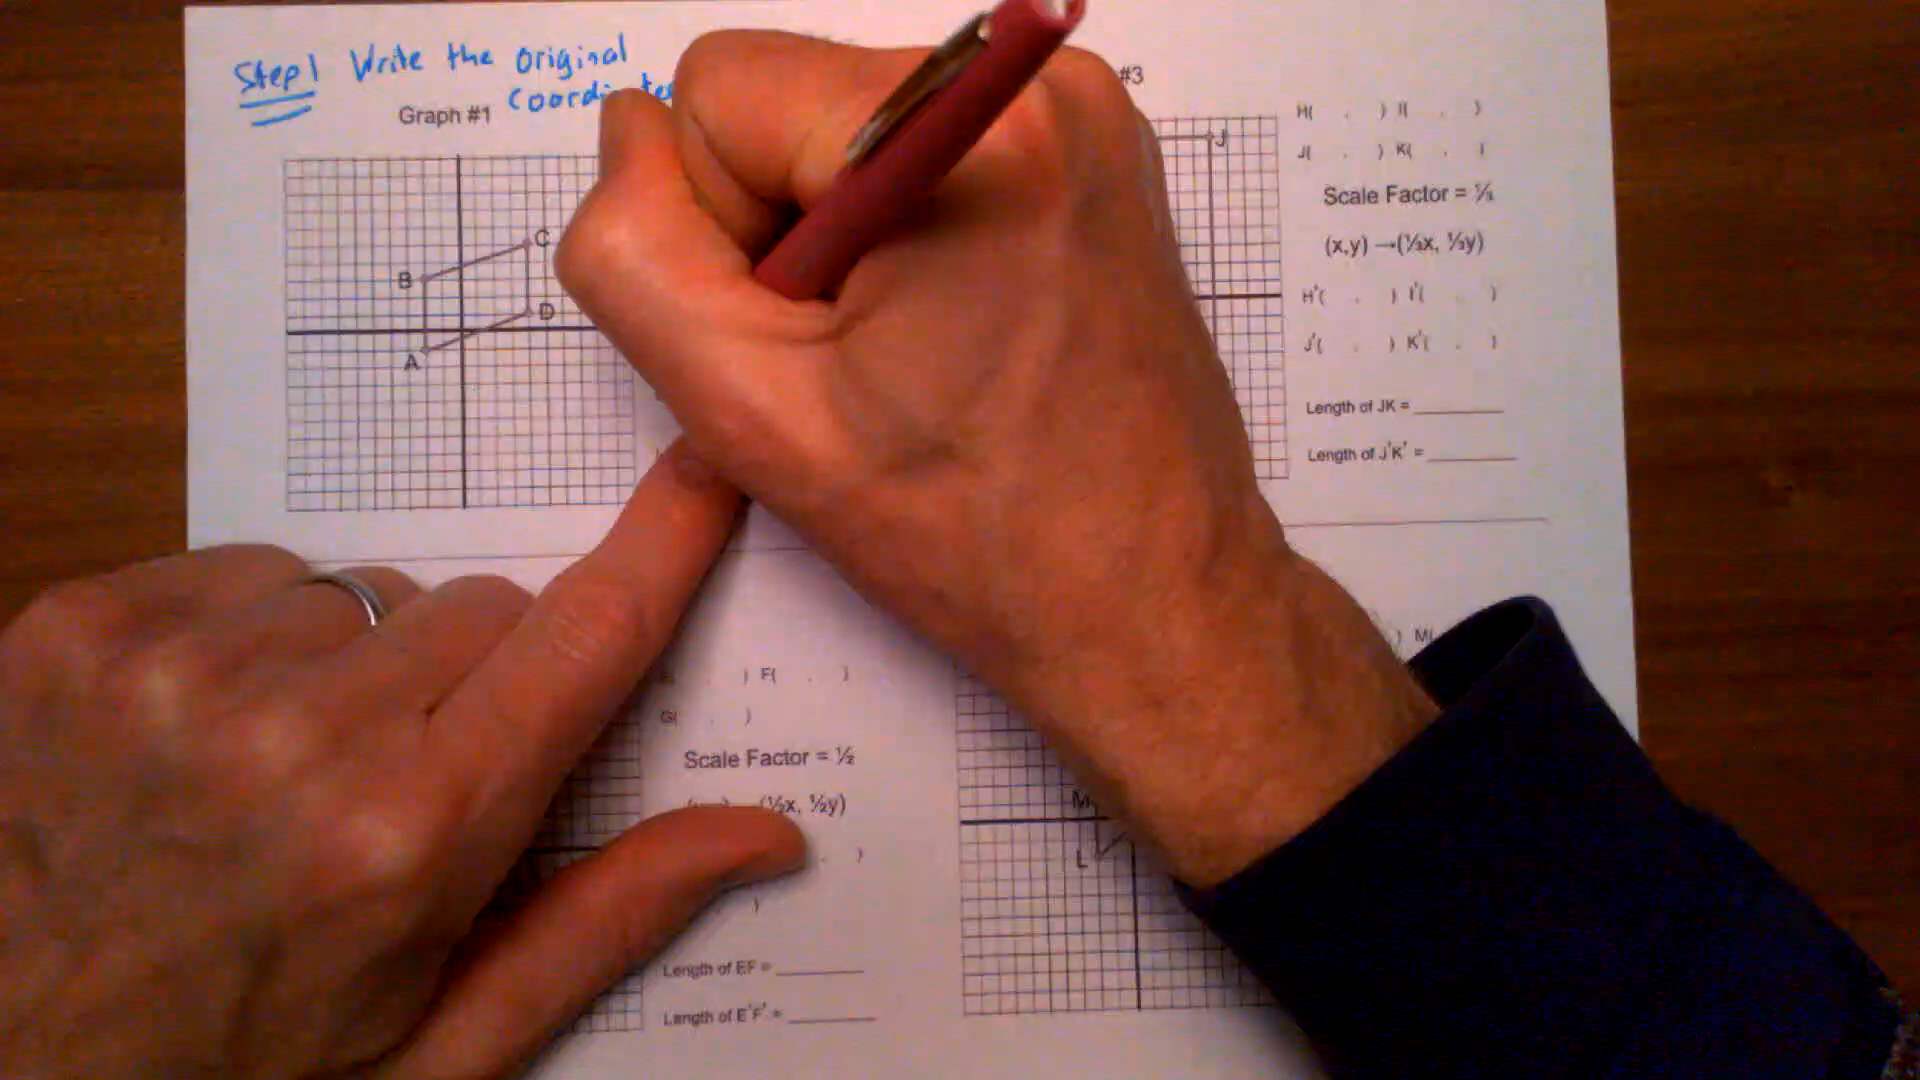 Step 1 Write the original
Coordinates
Graph #1
#3
C
B
D
A
J
H( , ) I( , )
J( , ) K( , )
Scale Factor = ⅓
(x,y) →(⅓x, ⅓y)
H'( , ) I'( , )
J'( , ) K'( , )
Length of JK = ________
Length of J'K' = ________
) M(
) F( , )
G( , )
Scale Factor = ½
(½x, ½y)
, )
)
Length of EF = ________
Length of E'F' = ________
M
L